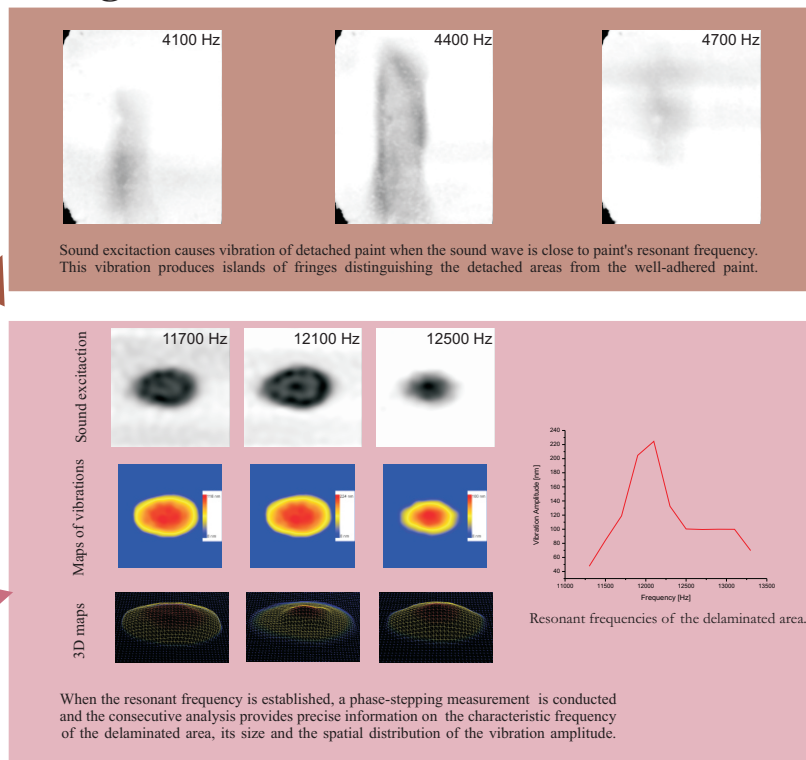 4100 Hz
4400 Hz
4700 Hz
Sound excitaction causes vibration of detached paint when the sound wave is close to paint's resonant frequency.
This vibration produces islands of fringes distinguishing the detached areas from the well-adhered paint.
Sound excitaction
11700 Hz
12100 Hz
12500 Hz
Maps of vibrations
3D maps
Vibration Amplitude [nm]
240
220
200
180
160
140
120
100
80
60
40
11000
11500
12000
12500
13000
13500
Frequency [Hz]
Resonant frequencies of the delaminated area.
When the resonant frequency is established, a phase-stepping measurement is conducted
and the consecutive analysis provides precise information on the characteristic frequency
of the delaminated area, its size and the spatial distribution of the vibration amplitude.